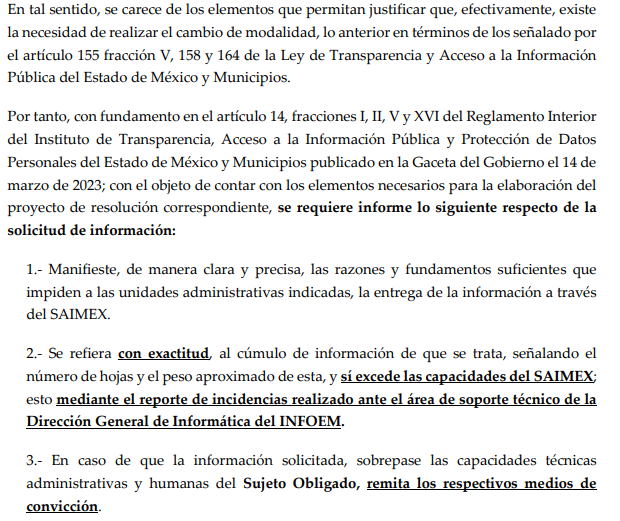 En tal sentido, se carece de los elementos que permitan justificar que, efectivamente, existe
la necesidad de realizar el cambio de modalidad, lo anterior en términos de los señalado por
el artículo 155 fracción V, 158 y 164 de la Ley de Transparencia y Acceso a la Información
Pública del Estado de México y Municipios.
Por tanto, con fundamento en el artículo 14, fracciones I, II, V y XVI del Reglamento Interior
del Instituto de Transparencia, Acceso a la Información Pública y Protección de Datos
Personales del Estado de México y Municipios publicado en la Gaceta del Gobierno el 14 de
marzo de 2023; con el objeto de contar con los elementos necesarios para la elaboración del
proyecto de resolución correspondiente, se requiere informe lo siguiente respecto de la
solicitud de información:
1.- Manifieste, de manera clara y precisa, las razones y fundamentos suficientes que
impiden a las unidades administrativas indicadas, la entrega de la información a través
del SAIMEX.
2.- Se refiera con exactitud, al cúmulo de información de que se trata, señalando el
número de hojas y el peso aproximado de esta, y sí excede las capacidades del SAIMEX;
esto mediante el reporte de incidencias realizado ante el área de soporte técnico de la
Dirección General de Informática del INFOEM.
3.- En caso de que la información solicitada, sobrepase las capacidades técnicas
administrativas y humanas del Sujeto Obligado, remita los respectivos medios de
convicción.